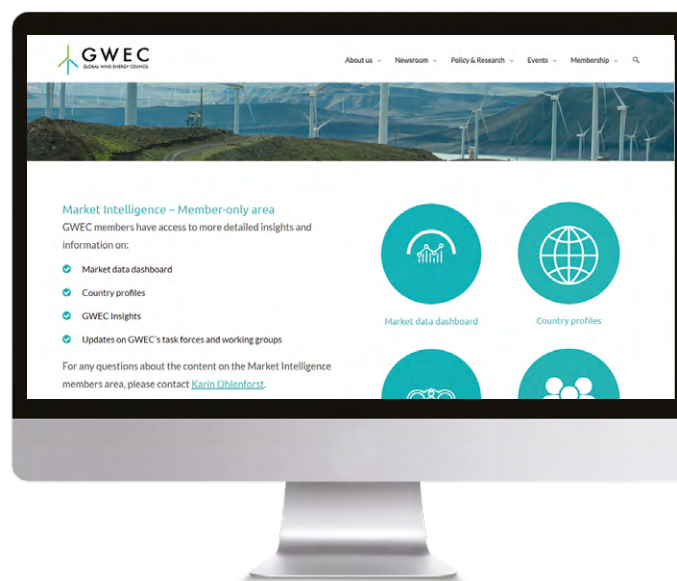 GWEC
GLOBAL WIND ENERGY COUNCIL
About us
Newsroom
Policy & Research
Events
Membership
Market Intelligence – Member-only area
GWEC members have access to more detailed insights and
information on:
Market data dashboard
Country profiles
GWEC Insights
Updates on GWEC's task forces and working groups
For any questions about the content on the Market Intelligence
members area, please contact Karin Ohlenforst.
Market data dashboard
Country profiles